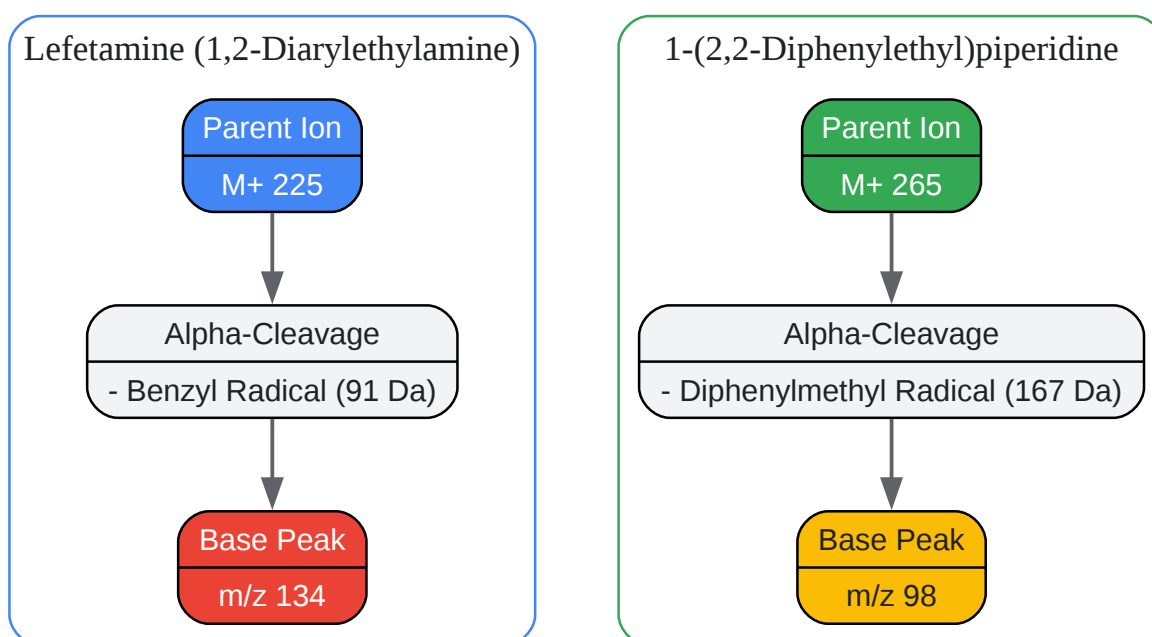 Lefetamine (1,2-Diarylethylamine)
Parent Ion
M+ 225
Alpha-Cleavage
- Benzyl Radical (91 Da)
Base Peak
m/z 134
1-(2,2-Diphenylethyl)piperidine
Parent Ion
M+ 265
Alpha-Cleavage
- Diphenylmethyl Radical (167 Da)
Base Peak
m/z 98